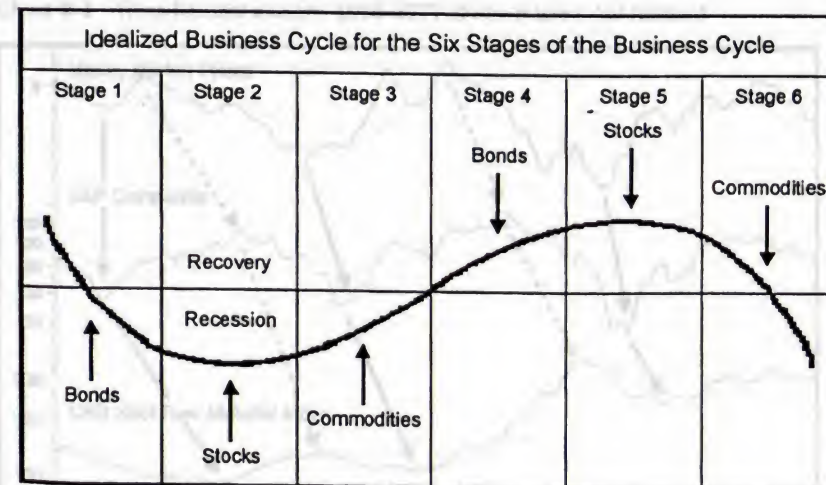 Idealized Business Cycle for the Six Stages of the Business Cycle
Stage 1 Stage 2 Stage 3 Stage 4 Stage 5 Stage 6
Stocks
Bonds
Commodities
Recovery
Recession
Bonds
Commodities
Stocks